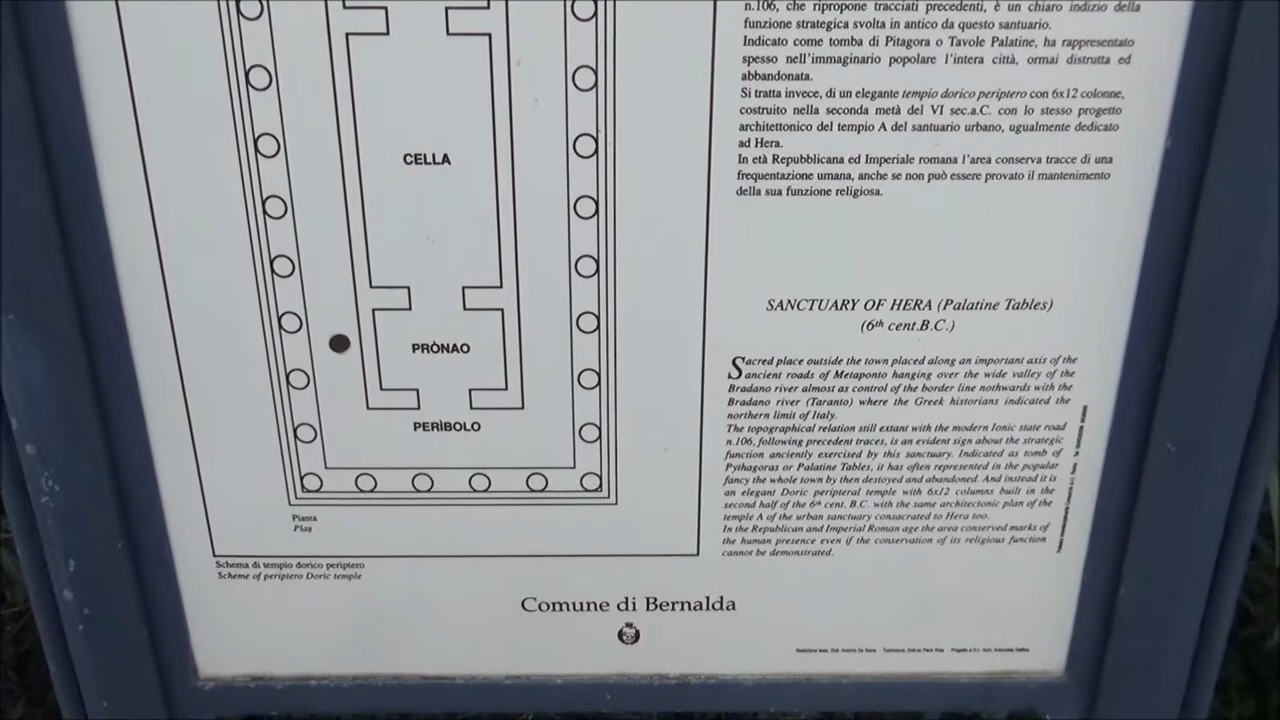 CELLA
PRÒNAO
PERÌBOLO
Pianta
Plan
Schema di tempio dorico periptero
Scheme of periptero Doric temple
n.106, che ripropone tracciati precedenti, è un chiaro indizio della
funzione strategica svolta in antico da questo santuario.
Indicato come tomba di Pitagora o Tavole Palatine, ha rappresentato
spesso nell'immaginario popolare l'intera città, ormai distrutta ed
abbandonata.
Si tratta invece, di un elegante tempio dorico periptero con 6x12 colonne,
costruito nella seconda metà del VI sec.a.C. con lo stesso progetto
architettonico del tempio A del santuario urbano, ugualmente dedicato
ad Hera.
In età Repubblicana ed Imperiale romana l'area conserva tracce di una
frequentazione umana, anche se non può essere provato il mantenimento
della sua funzione religiosa.
SANCTUARY OF HERA (Palatine Tables)
(6th cent.B.C.)
Sacred place outside the town placed along an important axis of the
ancient roads of Metaponto hanging over the wide valley of the
Bradano river almost as control of the border line nothwards with the
Bradano river (Taranto) where the Greek historians indicated the
northern limit of Italy.
The topographical relation still extant with the modern Ionic state road
n.106, following precedent traces, is an evident sign about the strategic
function anciently exercised by this sanctuary. Indicated as tomb of
Pythagoras or Palatine Tables, it has often represented in the popular
fancy the whole town by then destoyed and abandoned. And instead it is
an elegant Doric peripteral temple with 6x12 columns built in the
second half of the 6th cent. B.C. with the same architectonic plan of the
temple A of the urban sanctuary consacrated to Hera too.
In the Republican and Imperial Roman age the area conserved marks of
the human presence even if the conservation of its religious function
cannot be demonstrated.
Comune di Bernalda